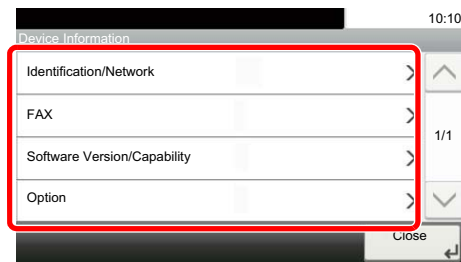 10:10
Device Information
Identification/Network
FAX
1/1
Software Version/Capability
Option
Close